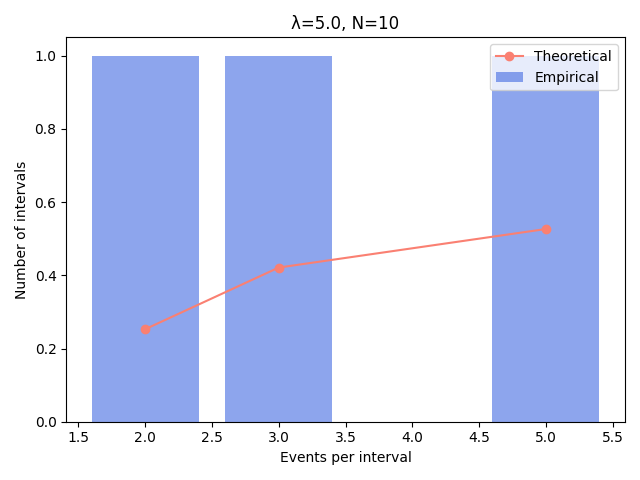 λ=5.0, N=10
Theoretical
Empirical
Number of intervals
1.0
0.8
0.6
0.4
0.2
0.0
1.5 2.0 2.5 3.0 3.5 4.0 4.5 5.0 5.5
Events per interval